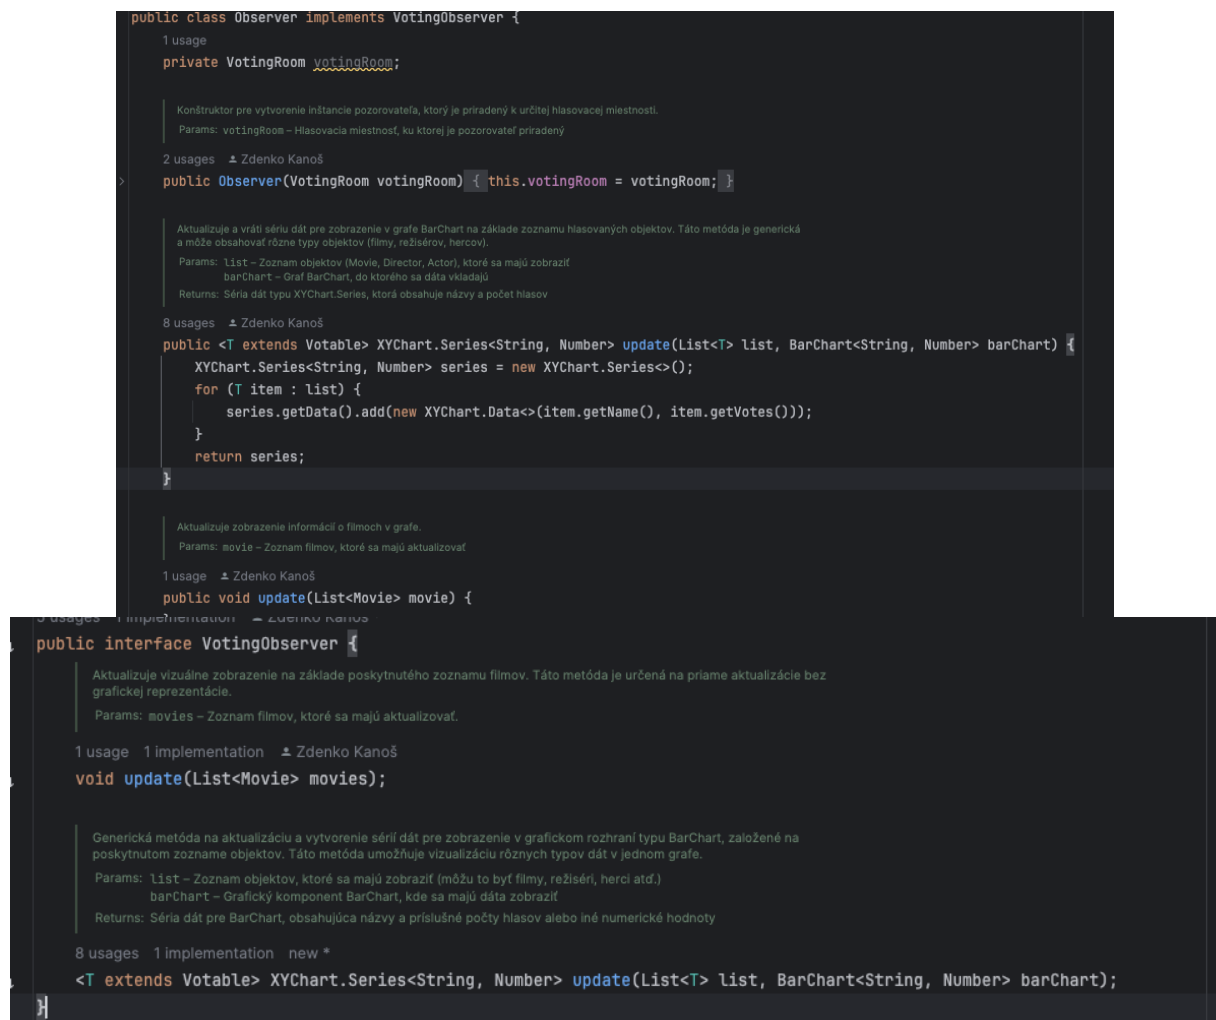 public class Observer implements VotingObserver {
1 usage
private VotingRoom votingRoom;
Konštruktor pre vytvorenie inštancie pozorovateľa, ktorý je priradený k určitej hlasovacej miestnosti.
Params: votingRoom – Hlasovacia miestnosť, ku ktorej je pozorovateľ priradený
2 usages Zdenko Kanoš
public Observer(VotingRoom votingRoom) { this.votingRoom = votingRoom; }
Aktualizuje a vráti sériu dát pre zobrazenie v grafe BarChart na základe zoznamu hlasovaných objektov. Táto metóda je generická
a môže obsahovať rôzne typy objektov (filmy, režisérov, hercov).
Params: list – Zoznam objektov (Movie, Director, Actor), ktoré sa majú zobraziť
barChart – Graf BarChart, do ktorého sa dáta vkladajú
Returns: Séria dát typu XYChart.Series, ktorá obsahuje názvy a počet hlasov
8 usages Zdenko Kanoš
public <T extends Votable> XYChart.Series<String, Number> update(List<T> list, BarChart<String, Number> barChart) {
XYChart.Series<String, Number> series = new XYChart.Series<>();
for (T item : list) {
series.getData().add(new XYChart.Data<>(item.getName(), item.getVotes()));
}
return series;
}
Aktualizuje zobrazenie informácií o filmoch v grafe.
Params: movie – Zoznam filmov, ktoré sa majú aktualizovať
1 usage Zdenko Kanoš
public void update(List<Movie> movie) {
usages 1 implementation Zdenko Kanoš
public interface VotingObserver {
Aktualizuje vizuálne zobrazenie na základe poskytnutého zoznamu filmov. Táto metóda je určená na priame aktualizácie bez
grafickej reprezentácie.
Params: movies – Zoznam filmov, ktoré sa majú aktualizovať.
1 usage 1 implementation Zdenko Kanoš
void update(List<Movie> movies);
Generická metóda na aktualizáciu a vytvorenie sérií dát pre zobrazenie v grafickom rozhraní typu BarChart, založené na
poskytnutom zozname objektov. Táto metóda umožňuje vizualizáciu rôznych typov dát v jednom grafe.
Params: list – Zoznam objektov, ktoré sa majú zobraziť (môžu to byť filmy, režiséri, herci atď.)
barChart – Grafický komponent BarChart, kde sa majú dáta zobraziť
Returns: Séria dát pre BarChart, obsahujúca názvy a príslušné počty hlasov alebo iné numerické hodnoty
8 usages 1 implementation new *
<T extends Votable> XYChart.Series<String, Number> update(List<T> list, BarChart<String, Number> barChart);
}